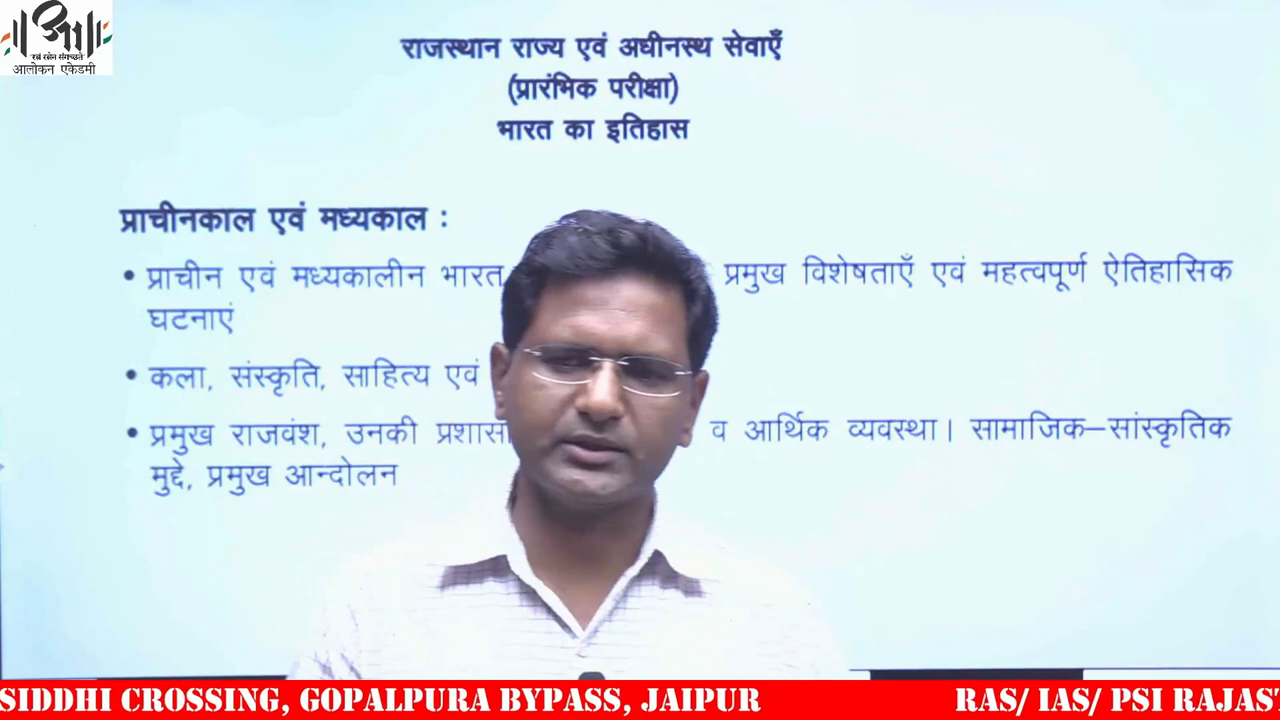 स्वे स्वेन संगच्छते
आलोकन एकेडमी
राजस्थान राज्य एवं अधीनस्थ सेवाएँ
(प्रारंभिक परीक्षा)
भारत का इतिहास
प्राचीनकाल एवं मध्यकाल :
• प्राचीन एवं मध्यकालीन भारत प्रमुख विशेषताएँ एवं महत्वपूर्ण ऐतिहासिक
घटनाएं
• कला, संस्कृति, साहित्य एवं
• प्रमुख राजवंश, उनकी व आर्थिक व्यवस्था। सामाजिक–सांस्कृतिक
मुद्दे, प्रमुख आन्दोलन
SIDDHI CROSSING, GOPALPURA BYPASS, JAIPUR RAS/ IAS/ PSI